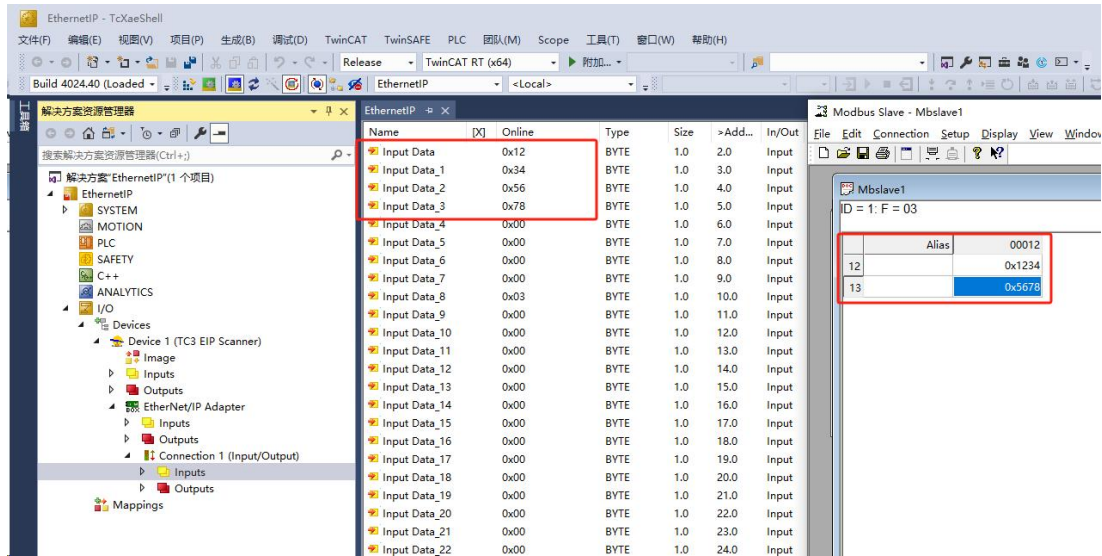 EthernetIP - TcXaeShell
文件(F) 编辑(E) 视图(V) 项目(P) 生成(B) 调试(D) TwinCAT TwinSAFE PLC 团队(M) Scope 工具(T) 窗口(W) 帮助(H)
Release TwinCAT RT (x64) 附加...
Build 4024.40 (Loaded EthernetIP <Local>
解决方案资源管理器
搜索解决方案资源管理器(Ctrl+;)
解决方案"EthernetIP"(1 个项目)
EthernetIP
SYSTEM
MOTION
PLC
SAFETY
C++
ANALYTICS
I/O
Devices
Device 1 (TC3 EIP Scanner)
Image
Inputs
Outputs
EtherNet/IP Adapter
Inputs
Outputs
Connection 1 (Input/Output)
Inputs
Outputs
Mappings
EthernetIP
Name [X] Online Type Size >Add... In/Out
Input Data 0x12 BYTE 1.0 2.0 Input
Input Data_1 0x34 BYTE 1.0 3.0 Input
Input Data_2 0x56 BYTE 1.0 4.0 Input
Input Data_3 0x78 BYTE 1.0 5.0 Input
Input Data_4 0x00 BYTE 1.0 6.0 Input
Input Data_5 0x00 BYTE 1.0 7.0 Input
Input Data_6 0x00 BYTE 1.0 8.0 Input
Input Data_7 0x00 BYTE 1.0 9.0 Input
Input Data_8 0x03 BYTE 1.0 10.0 Input
Input Data_9 0x00 BYTE 1.0 11.0 Input
Input Data_10 0x00 BYTE 1.0 12.0 Input
Input Data_11 0x00 BYTE 1.0 13.0 Input
Input Data_12 0x00 BYTE 1.0 14.0 Input
Input Data_13 0x00 BYTE 1.0 15.0 Input
Input Data_14 0x00 BYTE 1.0 16.0 Input
Input Data_15 0x00 BYTE 1.0 17.0 Input
Input Data_16 0x00 BYTE 1.0 18.0 Input
Input Data_17 0x00 BYTE 1.0 19.0 Input
Input Data_18 0x00 BYTE 1.0 20.0 Input
Input Data_19 0x00 BYTE 1.0 21.0 Input
Input Data_20 0x00 BYTE 1.0 22.0 Input
Input Data_21 0x00 BYTE 1.0 23.0 Input
Input Data_22 0x00 BYTE 1.0 24.0 Input
Modbus Slave - Mbslave1
File Edit Connection Setup Display View Window
Mbslave1
ID = 1: F = 03
Alias 00012
12 0x1234
13 0x5678